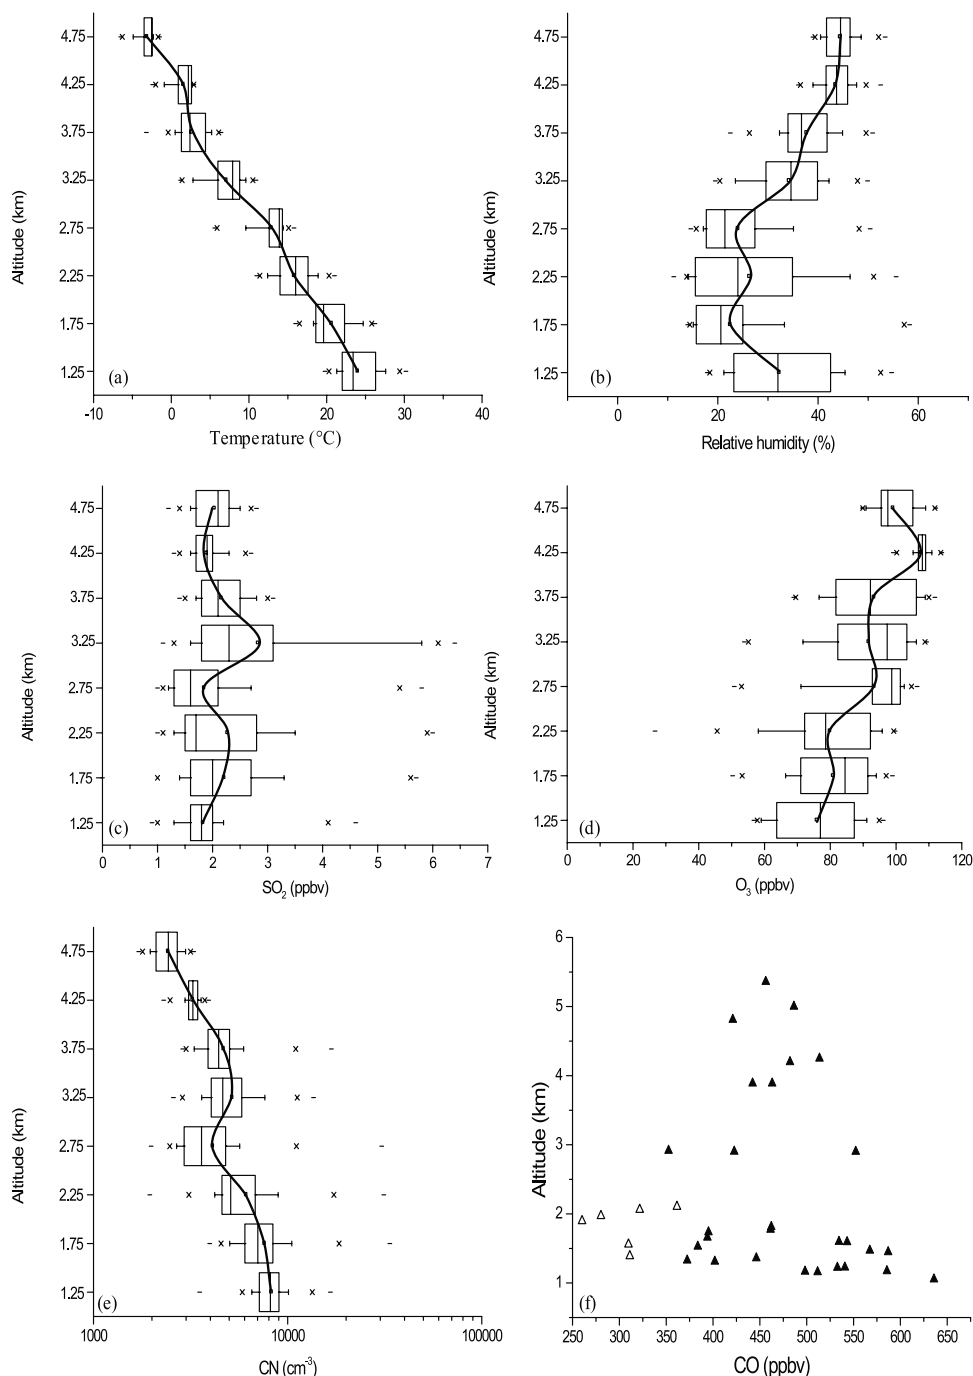 4.75
4.25
3.75
3.25
2.75
2.25
1.75
1.25
Altitude (km)
(a)
-10 0 10 20 30 40
Temperature (°C)
4.75
4.25
3.75
3.25
2.75
2.25
1.75
1.25
Altitude (km)
(b)
0 20 40 60
Relative humidity (%)
4.75
4.25
3.75
3.25
2.75
2.25
1.75
1.25
Altitude (km)
(c)
0 1 2 3 4 5 6 7
SO2 (ppbv)
4.75
4.25
3.75
3.25
2.75
2.25
1.75
1.25
Altitude (km)
(d)
0 20 40 60 80 100 120
O3 (ppbv)
4.75
4.25
3.75
3.25
2.75
2.25
1.75
1.25
Altitude (km)
(e)
1000 10000 100000
CN (cm-3)
6
5
4
3
2
1
Altitude (km)
(f)
250 300 350 400 450 500 550 600 650
CO (ppbv)